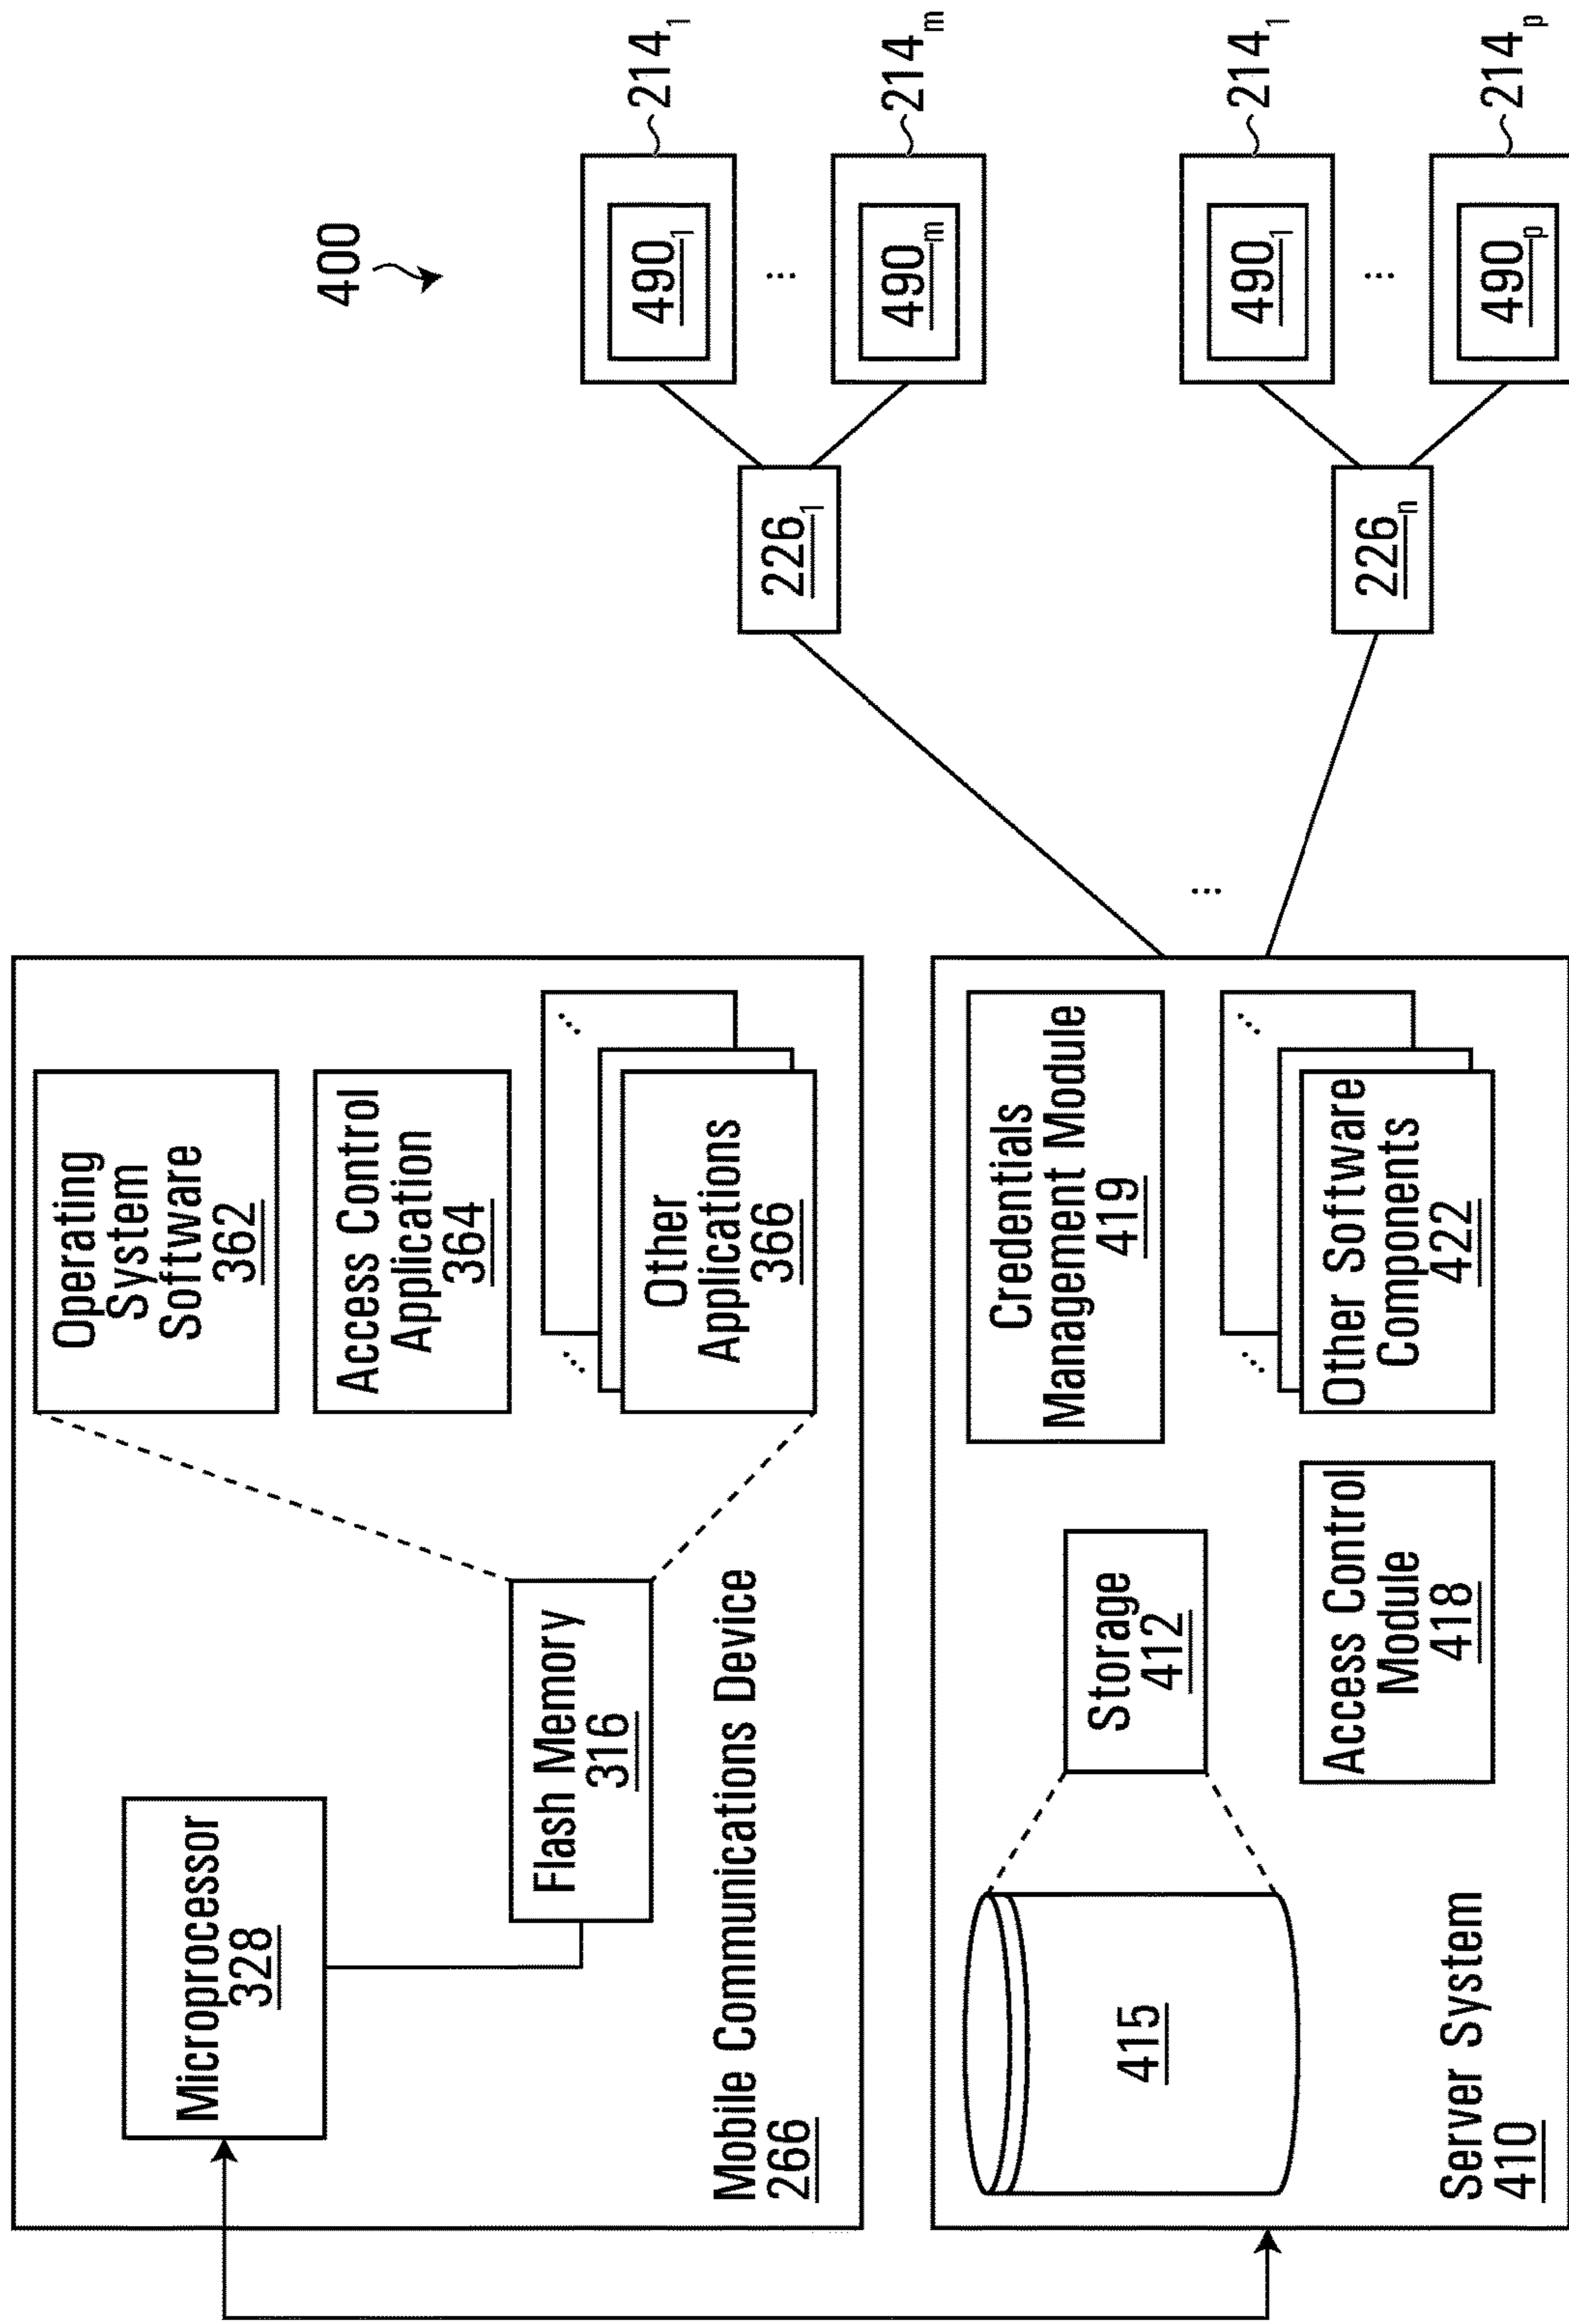 400
Microprocessor
328
Flash Memory
316
Operating
System
Software
362
Access Control
Application
364
Other
Applications
366
⋮
⋮
Mobile Communications Device
266
415
Storage
412
Credentials
Management Module
419
Access Control
Module
418
Other Software
Components
422
⋮
⋮
Server System
410
...
226₁
226ₙ
490₁
214₁
...
490ₘ
214ₘ
490₁
214₁
...
490ₚ
214ₚ